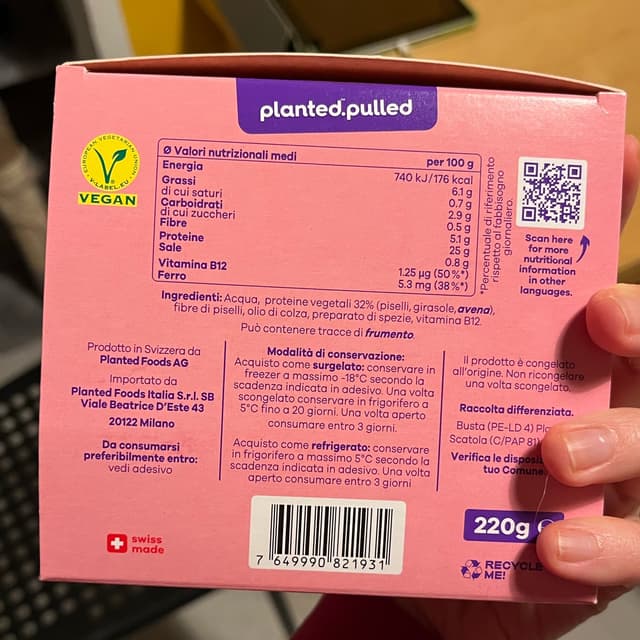 planted.pulled
EUROPEAN VEGETARIAN UNION
V-LABEL.EU
VEGAN
Ø Valori nutrizionali medi per 100 g
Energia 740 kJ/176 kcal
Grassi 6.1 g
di cui saturi 0.7 g
Carboidrati 2.9 g
di cui zuccheri 0.5 g
Fibre 5.1 g
Proteine 25 g
Sale 0.8 g
Vitamina B12 1.25 µg (50 %*)
Ferro 5.3 mg (38%*)
*Percentuale di riferimento
rispetto al fabbisogno
giornaliero.
Scan here
for more
nutritional
information
in other
languages.
Ingredienti: Acqua, proteine vegetali 32% (piselli, girasole, avena),
fibre di piselli, olio di colza, preparato di spezie, vitamina B12.
Può contenere tracce di frumento.
Prodotto in Svizzera da
Planted Foods AG
Importato da
Planted Foods Italia S.r.l. SB
Viale Beatrice D'Este 43
20122 Milano
Da consumarsi
preferibilmente entro:
vedi adesivo
Modalità di conservazione:
Acquisto come surgelato: conservare in
freezer a massimo -18°C secondo la
scadenza indicata in adesivo. Una volta
scongelato conservare in frigorifero a
5°C fino a 20 giorni. Una volta aperto
consumare entro 3 giorni.
Acquisto come refrigerato: conservare
in frigorifero a massimo 5°C secondo la
scadenza indicata in adesivo. Una volta
aperto consumare entro 3 giorni
Il prodotto è congelato
all'origine. Non ricongelare
una volta scongelato.
Raccolta differenziata.
Busta (PE-LD 4)
Scatola (C/PAP 81)
Verifica le
tuo Comune
swiss
made
7 649990 821931
220g
RECYCLE
ME!